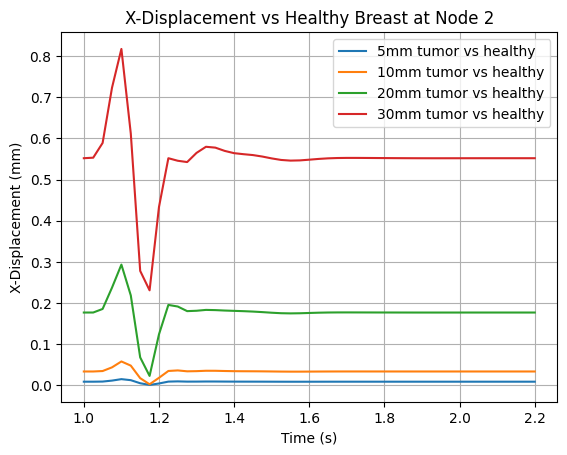 X-Displacement vs Healthy Breast at Node 2
5mm tumor vs healthy
10mm tumor vs healthy
20mm tumor vs healthy
30mm tumor vs healthy
X-Displacement (mm)
0.8
0.7
0.6
0.5
0.4
0.3
0.2
0.1
0.0
1.0 1.2 1.4 1.6 1.8 2.0 2.2
Time (s)